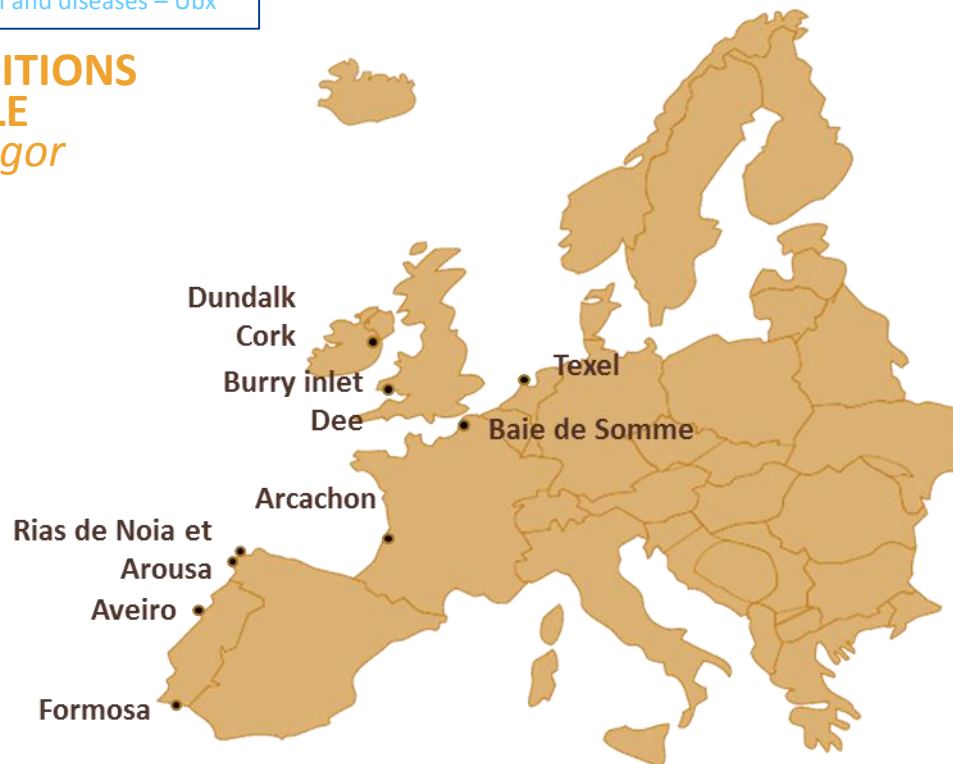 and diseases – Ubx
ITIONS
LE
gor
Dundalk
Cork
Burry inlet
Dee
Texel
Baie de Somme
Arcachon
Rias de Noia et
Arousa
Aveiro
Formosa